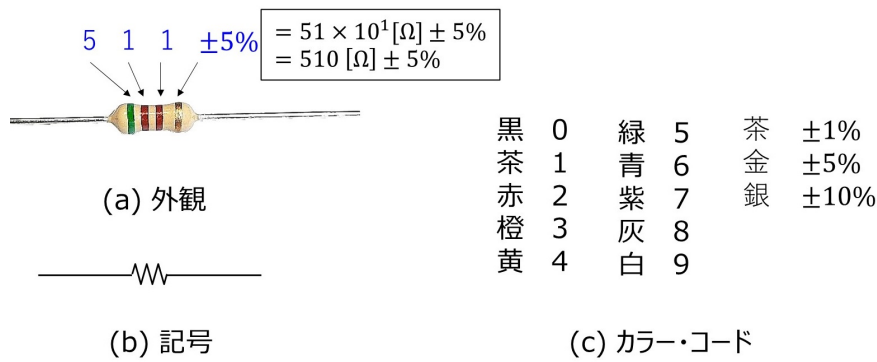 5 1 1 ±5%
= 51 × 10¹[Ω] ± 5%
= 510 [Ω] ± 5%
(a) 外観
(b) 記号
黒 0 緑 5 茶 ±1%
茶 1 青 6 金 ±5%
赤 2 紫 7 銀 ±10%
橙 3 灰 8
黄 4 白 9
(c) カラー・コード